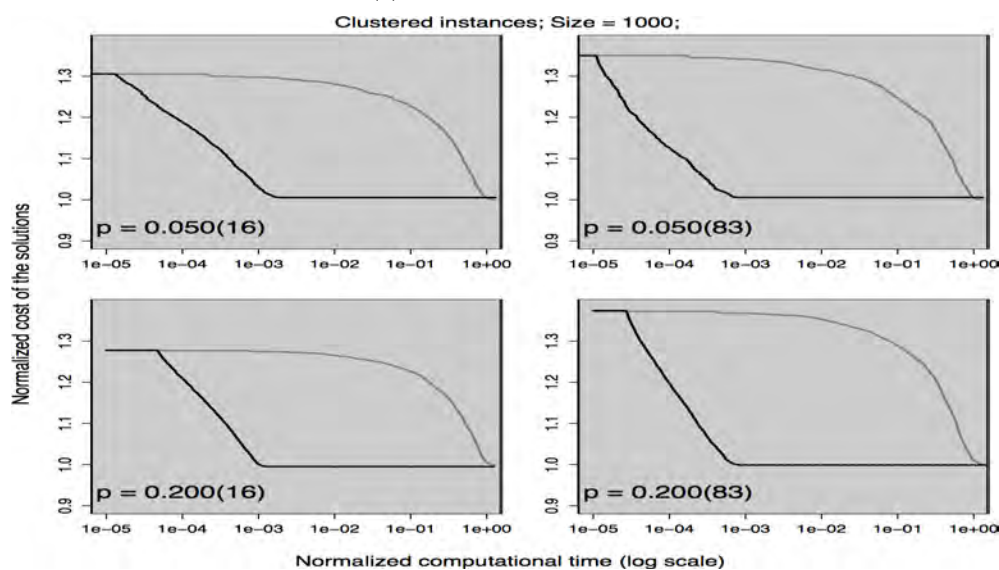 Clustered instances; Size = 1000;
Normalized cost of the solutions
1.3
1.2
1.1
1.0
0.9
p = 0.050(16)
1e−05 1e−04 1e−03 1e−02 1e−01 1e+00
1.3
1.2
1.1
1.0
0.9
p = 0.050(83)
1e−05 1e−04 1e−03 1e−02 1e−01 1e+00
1.3
1.2
1.1
1.0
0.9
p = 0.200(16)
1e−05 1e−04 1e−03 1e−02 1e−01 1e+00
1.3
1.2
1.1
1.0
0.9
p = 0.200(83)
1e−05 1e−04 1e−03 1e−02 1e−01 1e+00
Normalized computational time (log scale)